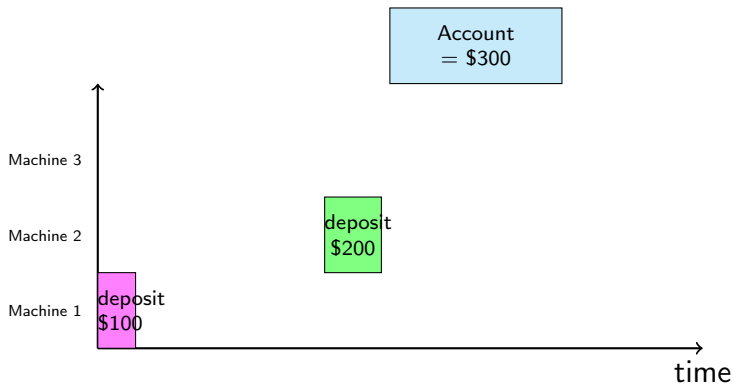 Account
= $300
Machine 3
deposit
$200
Machine 2
deposit
$100
Machine 1
time